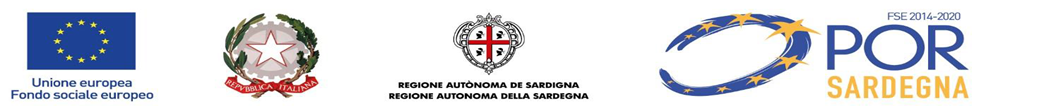 Unione europea
Fondo sociale europeo
REPVBBLICA ITALIANA
REGIONE AUTÒNOMA DE SARDIGNA
REGIONE AUTONOMA DELLA SARDEGNA
FSE 2014-2020
POR
SARDEGNA